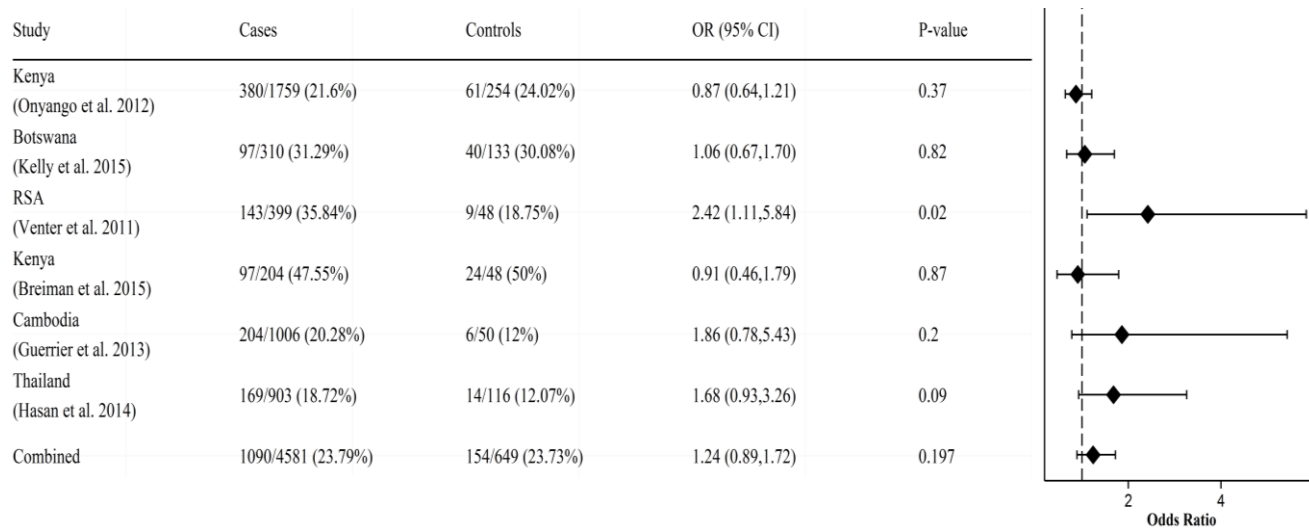 Study Cases Controls OR (95% CI) P-value
Kenya
(Onyango et al. 2012) 380/1759 (21.6%) 61/254 (24.02%) 0.87 (0.64,1.21) 0.37
Botswana
(Kelly et al. 2015) 97/310 (31.29%) 40/133 (30.08%) 1.06 (0.67,1.70) 0.82
RSA
(Venter et al. 2011) 143/399 (35.84%) 9/48 (18.75%) 2.42 (1.11,5.84) 0.02
Kenya
(Breiman et al. 2015) 97/204 (47.55%) 24/48 (50%) 0.91 (0.46,1.79) 0.87
Cambodia
(Guerrier et al. 2013) 204/1006 (20.28%) 6/50 (12%) 1.86 (0.78,5.43) 0.2
Thailand
(Hasan et al. 2014) 169/903 (18.72%) 14/116 (12.07%) 1.68 (0.93,3.26) 0.09
Combined 1090/4581 (23.79%) 154/649 (23.73%) 1.24 (0.89,1.72) 0.197
2 4
Odds Ratio